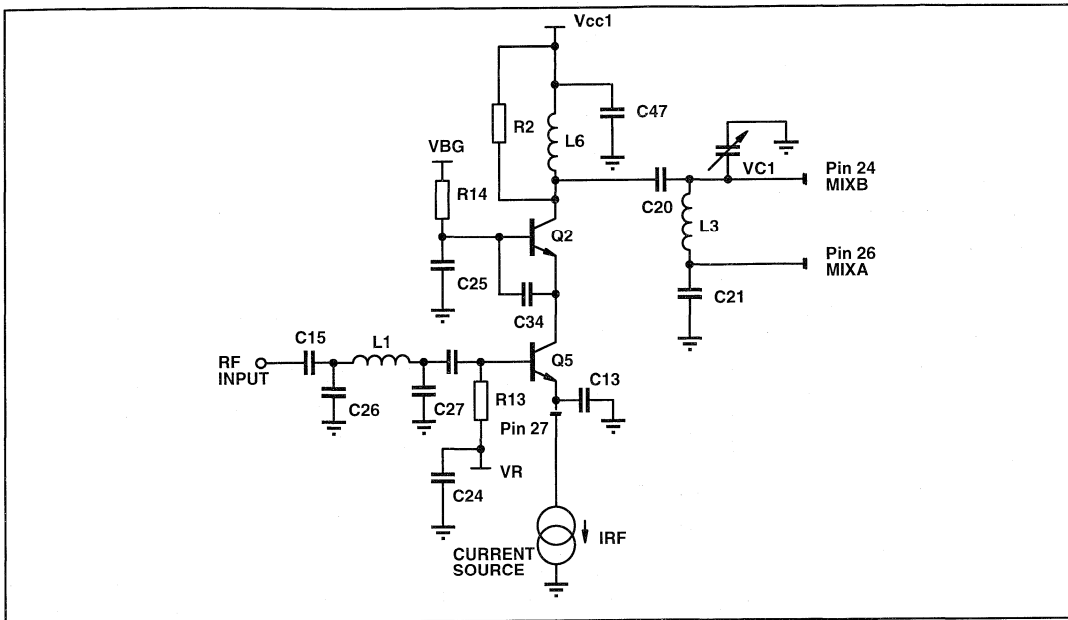 Vcc1
C47
R2
L6
VBG
R14
VC1
Pin 24
MIXB
C20
L3
Q2
Pin 26
MIXA
C25
C21
C34
C15
L1
Q5
RF
INPUT
C13
C26
C27
R13
Pin 27
VR
C24
IRF
CURRENT
SOURCE